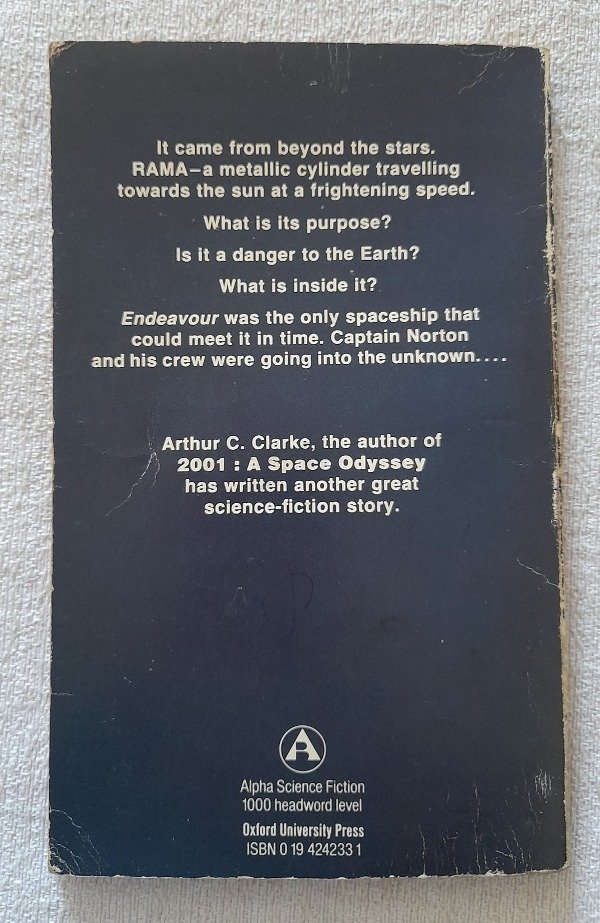 It came from beyond the stars.
RAMA—a metallic cylinder travelling
towards the sun at a frightening speed.
What is its purpose?
Is it a danger to the Earth?
What is inside it?
Endeavour was the only spaceship that
could meet it in time. Captain Norton
and his crew were going into the unknown....
Arthur C. Clarke, the author of
2001 : A Space Odyssey
has written another great
science-fiction story.
A
Alpha Science Fiction
1000 headword level
Oxford University Press
ISBN 0 19 424233 1